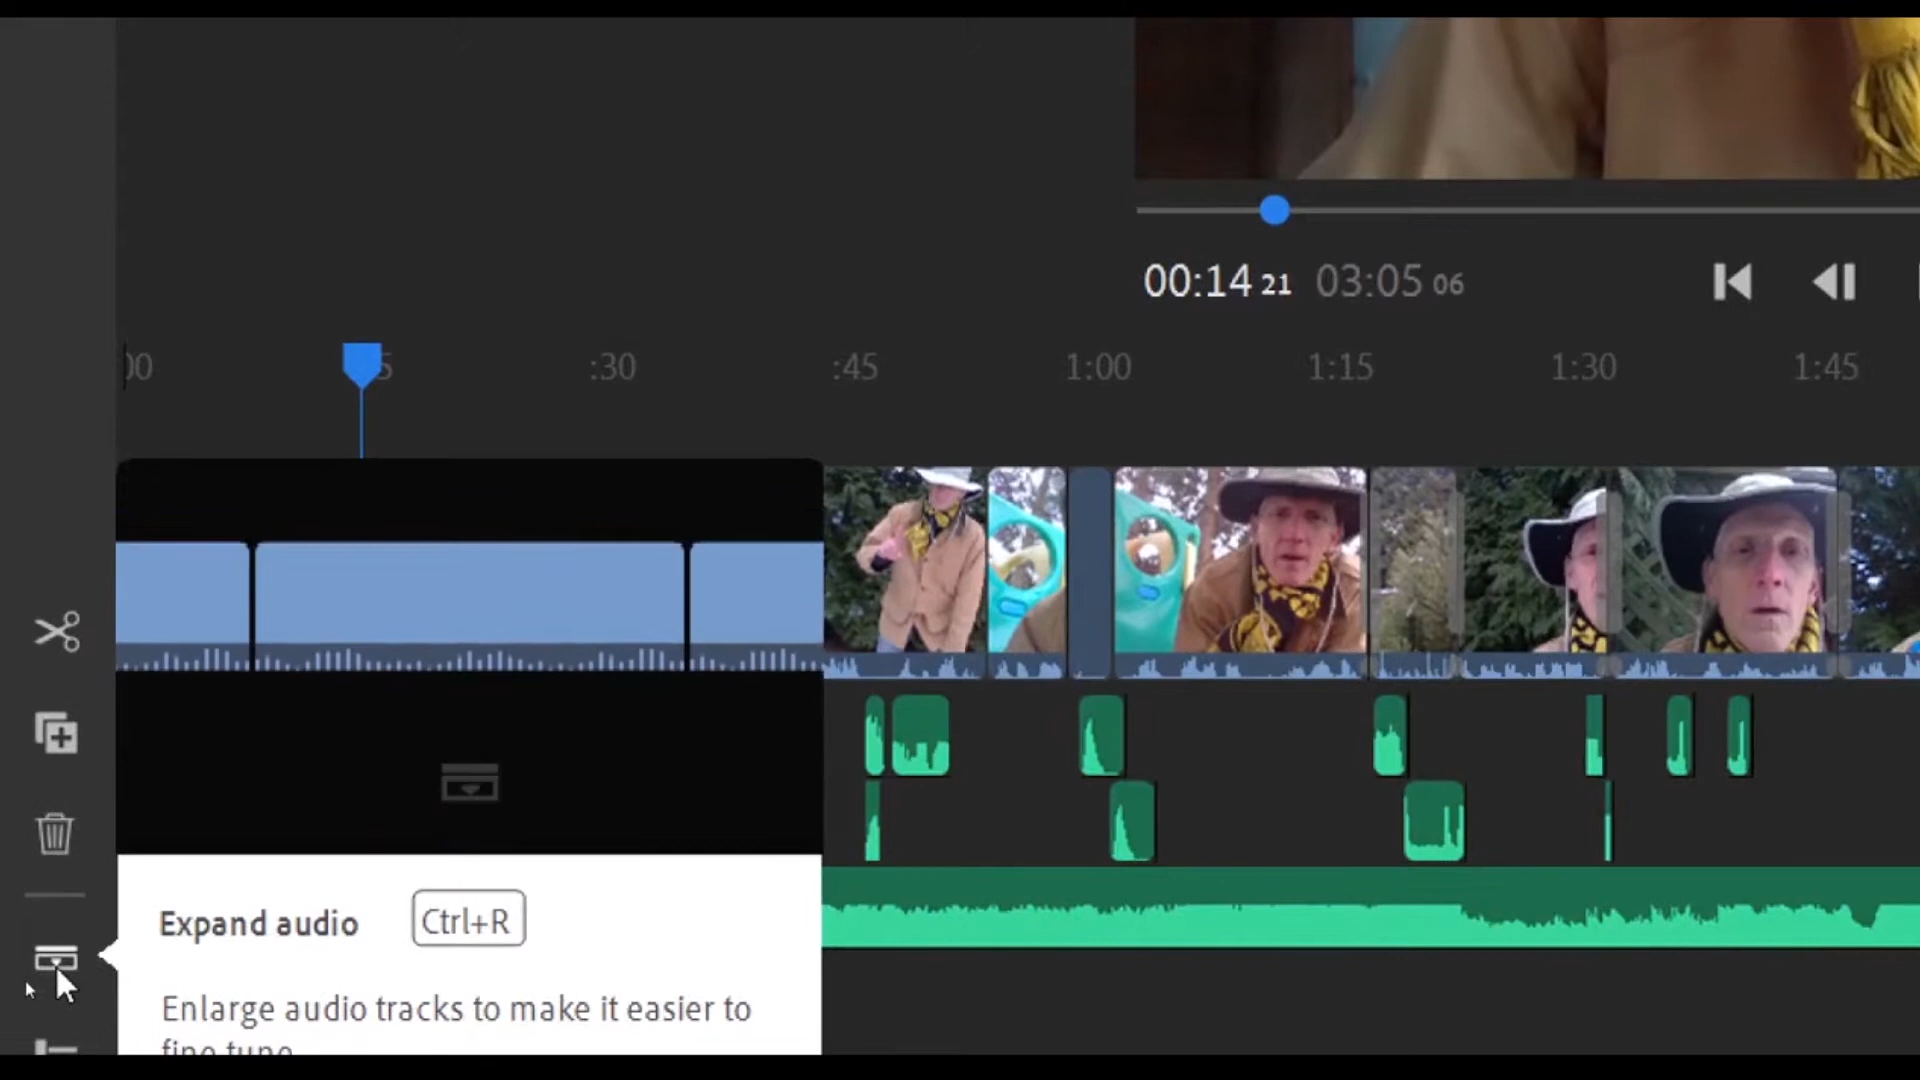 00:14 21 03:05 06
:30 :45 1:00 1:15 1:30 1:45
Expand audio Ctrl+R
Enlarge audio tracks to make it easier to
fine tune